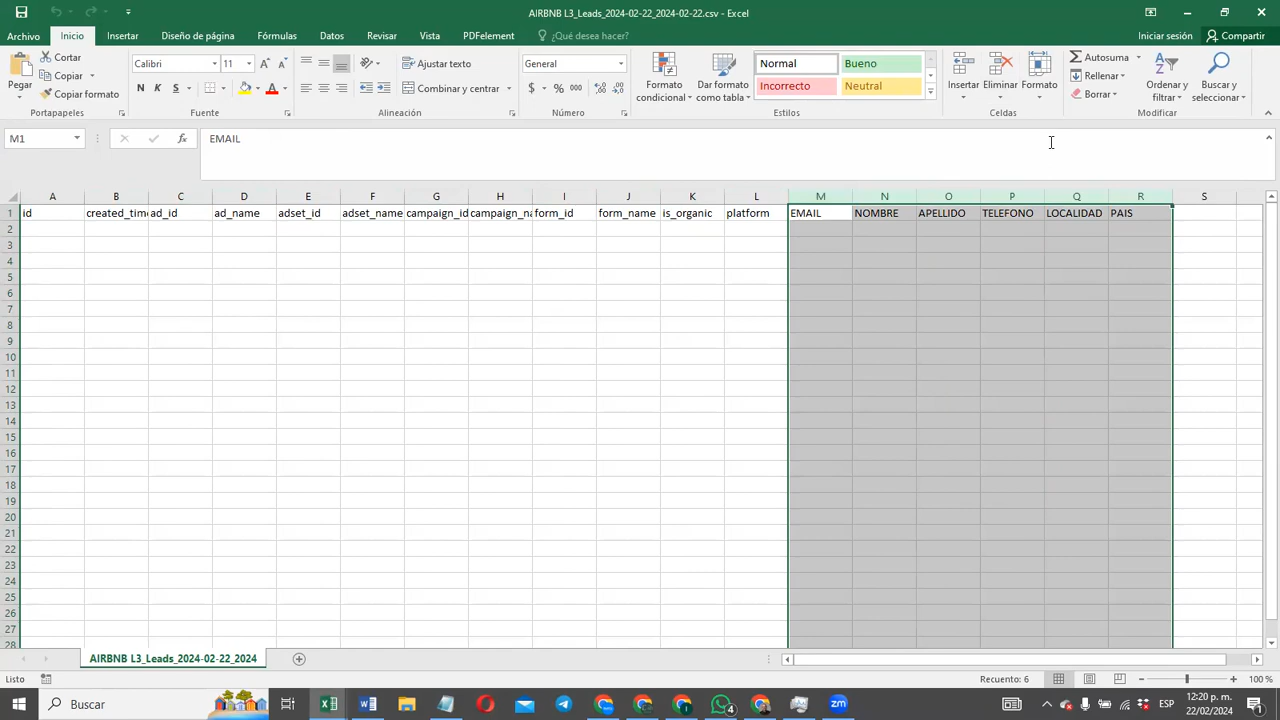 AIRBNB L3_Leads_2024-02-22_2024-02-22.csv - Excel
Archivo Inicio Insertar Diseño de página Fórmulas Datos Revisar Vista PDFelement ¿Qué desea hacer? Iniciar sesión Compartir
Pegar
Cortar
Copiar
Copiar formato
Portapapeles
Calibri 11
N K S
Fuente
Ajustar texto
Combinar y centrar
Alineación
General
$ % 000
Número
Formato condicional
Dar formato como tabla
Normal Bueno
Incorrecto Neutral
Estilos
Insertar Eliminar Formato
Celdas
Autosuma
Rellenar
Borrar
Ordenar y filtrar
Buscar y seleccionar
Modificar
M1 fx EMAIL
A B C D E F G H I J K L M N O P Q R S
1 id created_time ad_id ad_name adset_id adset_name campaign_id campaign_na form_id form_name is_organic platform EMAIL NOMBRE APELLIDO TELEFONO LOCALIDAD PAIS
2
3
4
5
6
7
8
9
10
11
12
13
14
15
16
17
18
19
20
21
22
23
24
25
26
27
28
AIRBNB L3_Leads_2024-02-22_2024
Listo Recuento: 6 100 %
Buscar
4
ESP
12:20 p. m.
22/02/2024
1